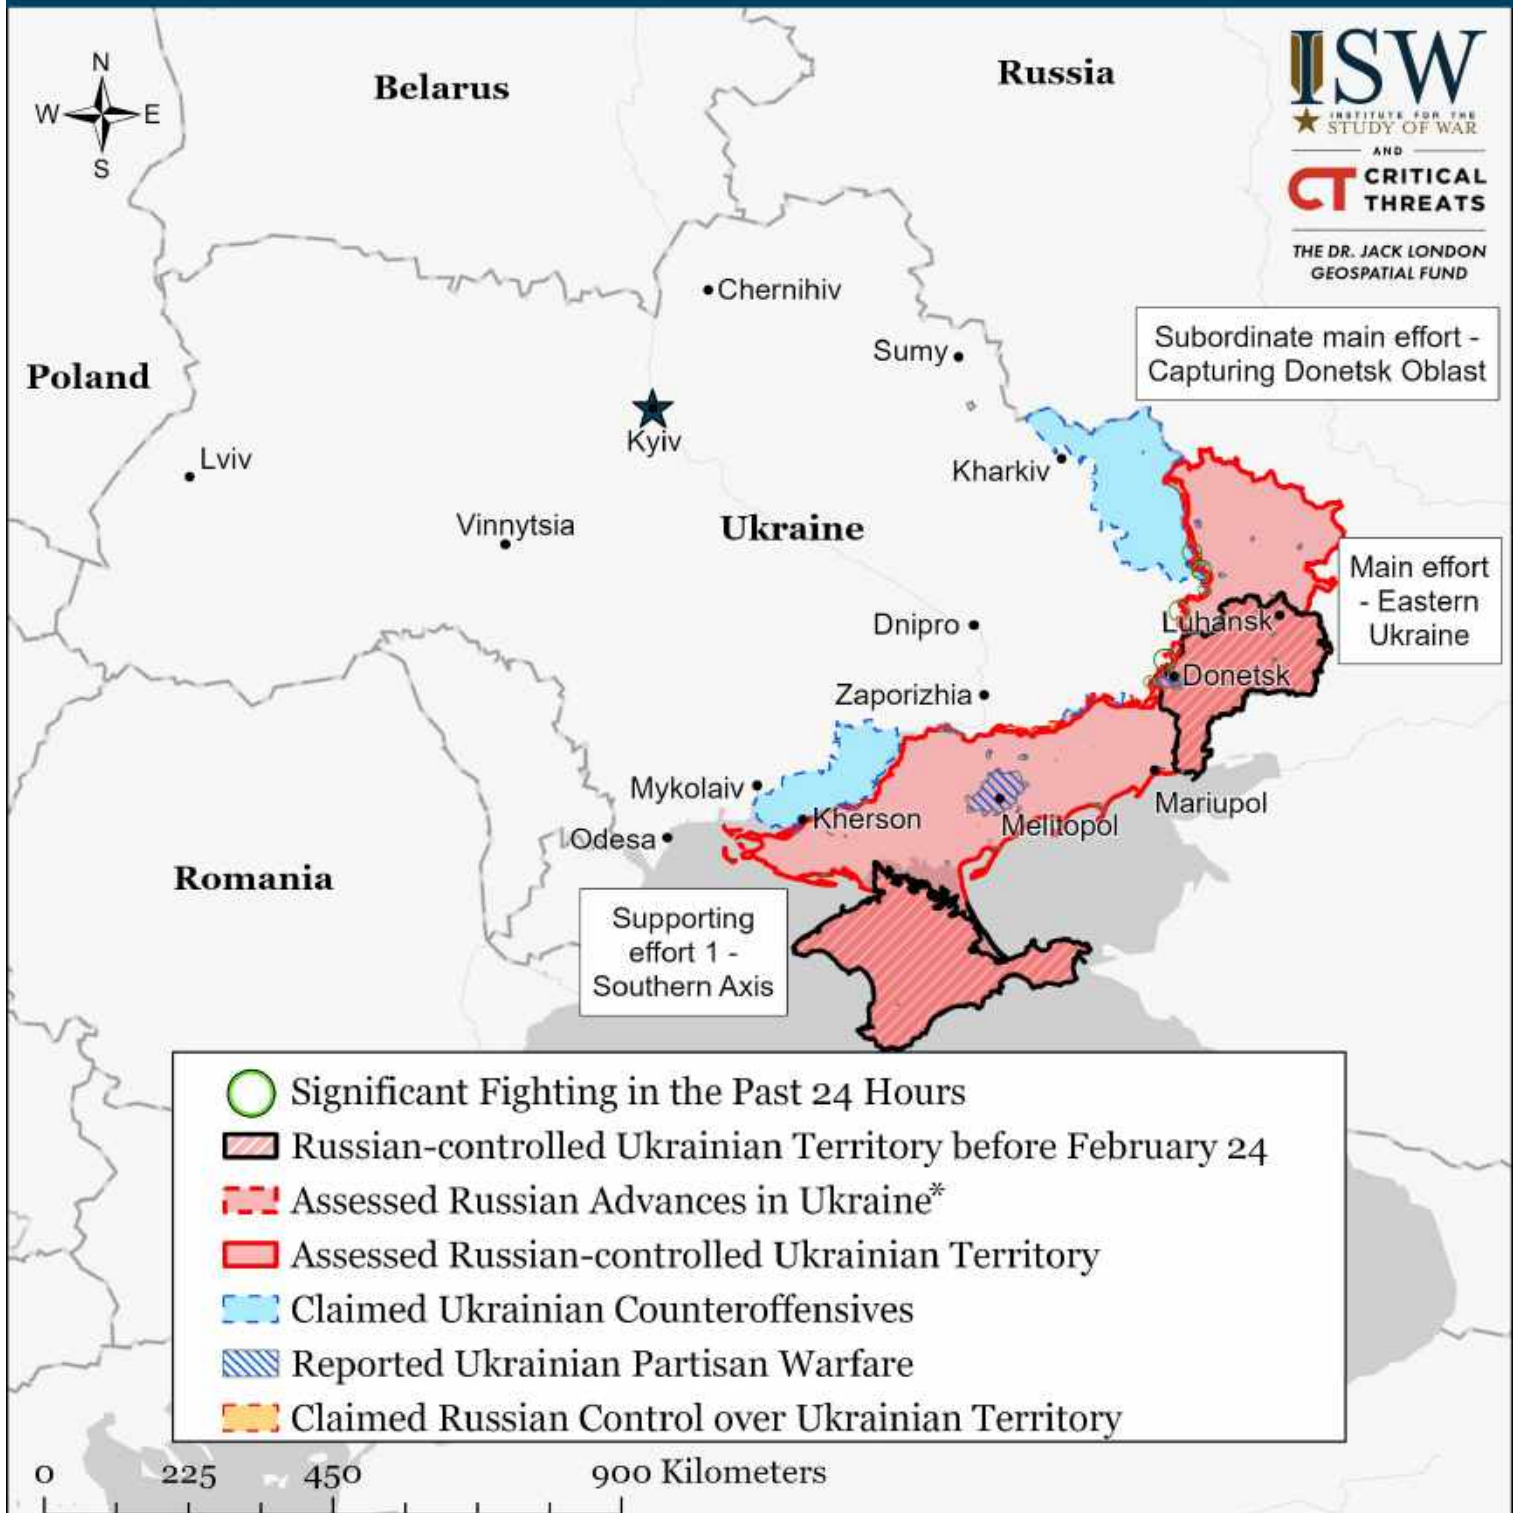 N
W
E
S
Belarus
Russia
ISW
INSTITUTE FOR THE
STUDY OF WAR
AND
CT CRITICAL
THREATS
THE DR. JACK LONDON
GEOSPATIAL FUND
Chernihiv
Subordinate main effort -
Capturing Donetsk Oblast
Sumy
Poland
Kyiv
Lviv
Kharkiv
Vinnytsia
Ukraine
Main effort
- Eastern
Ukraine
Dnipro
Luhansk
Donetsk
Zaporizhia
Mykolaiv
Mariupol
Kherson
Melitopol
Odesa
Romania
Supporting
effort 1 -
Southern Axis
Significant Fighting in the Past 24 Hours
Russian-controlled Ukrainian Territory before February 24
Assessed Russian Advances in Ukraine*
Assessed Russian-controlled Ukrainian Territory
Claimed Ukrainian Counteroffensives
Reported Ukrainian Partisan Warfare
Claimed Russian Control over Ukrainian Territory
0 225 450 900 Kilometers